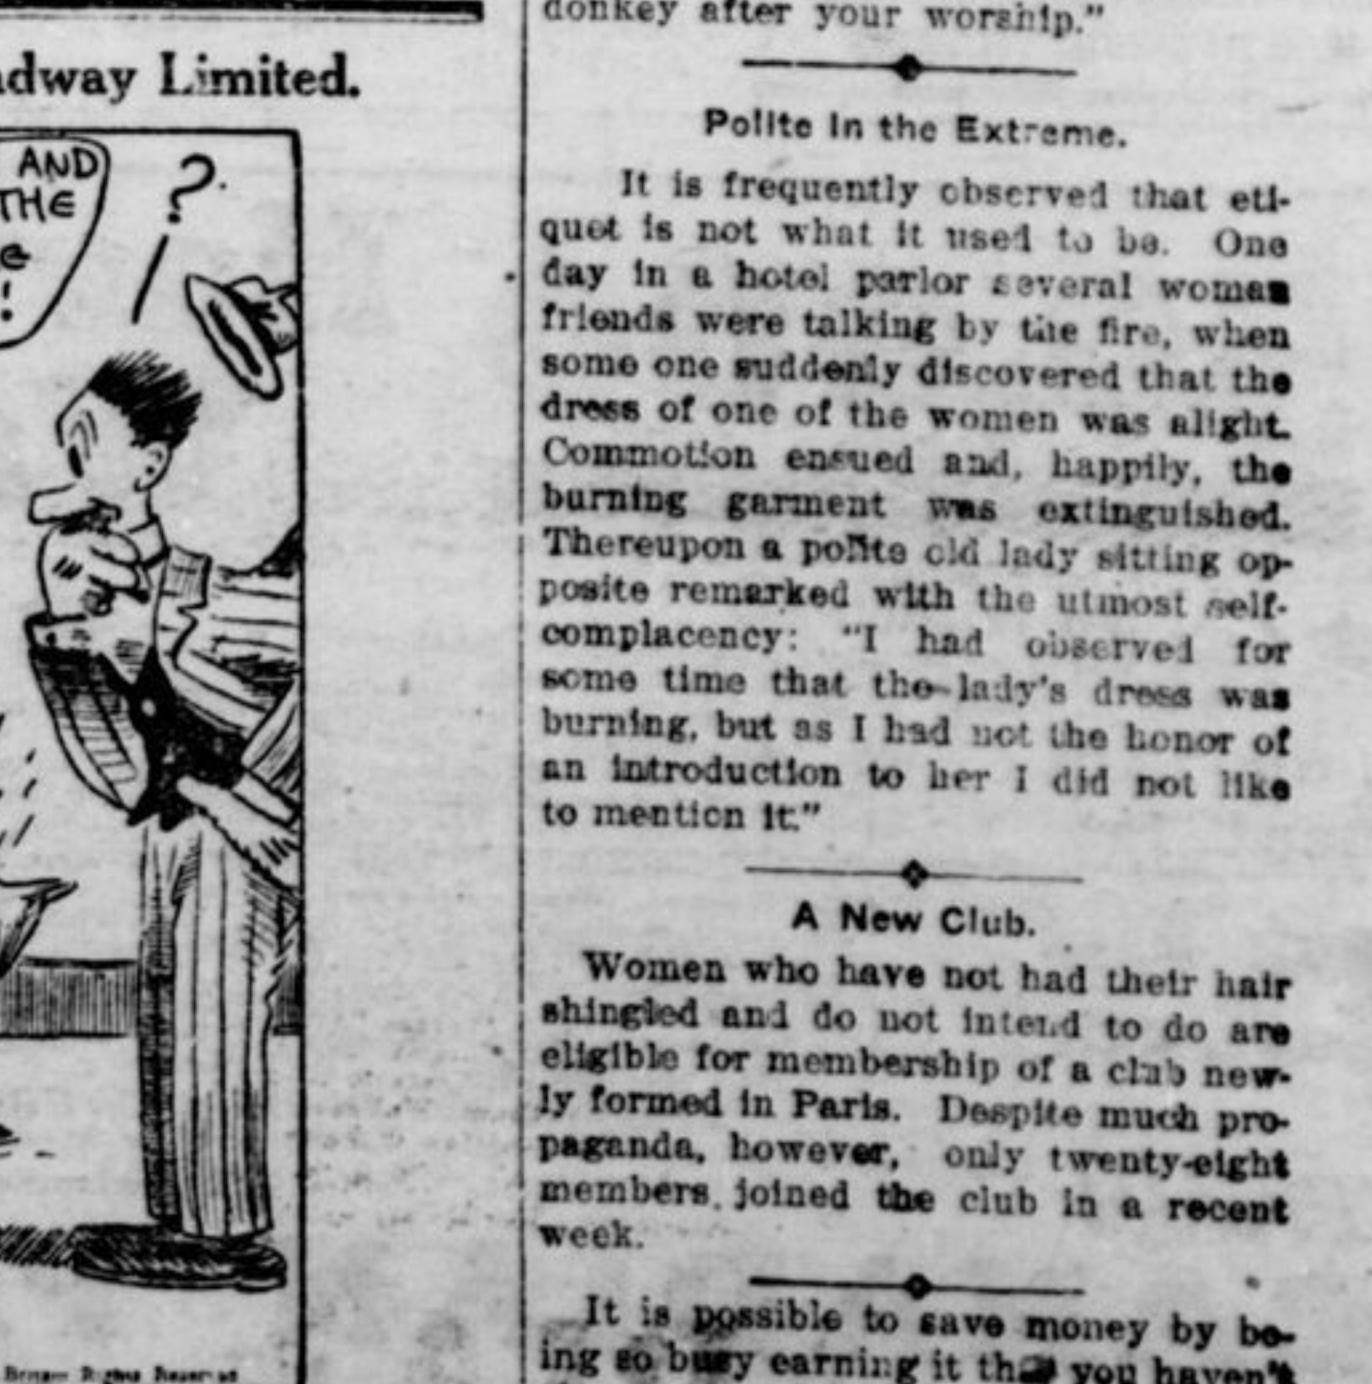 dway Limited.
AND
THE
e
!
?
British Rights Reserved
donkey after your worship."
Polite in the Extreme.
It is frequently observed that eti-
quet is not what it used to be. One
day in a hotel parlor several woman
friends were talking by the fire, when
some one suddenly discovered that the
dress of one of the women was alight.
Commotion ensued and, happily, the
burning garment was extinguished.
Thereupon a polite old lady sitting op-
posite remarked with the utmost self-
complacency: "I had observed for
some time that the lady's dress was
burning, but as I had not the honor of
an introduction to her I did not like
to mention it."
A New Club.
Women who have not had their hair
shingled and do not intend to do are
eligible for membership of a club new-
ly formed in Paris. Despite much pro-
paganda, however, only twenty-eight
members joined the club in a recent
week.
It is possible to save money by be-
ing so busy earning it that you haven't